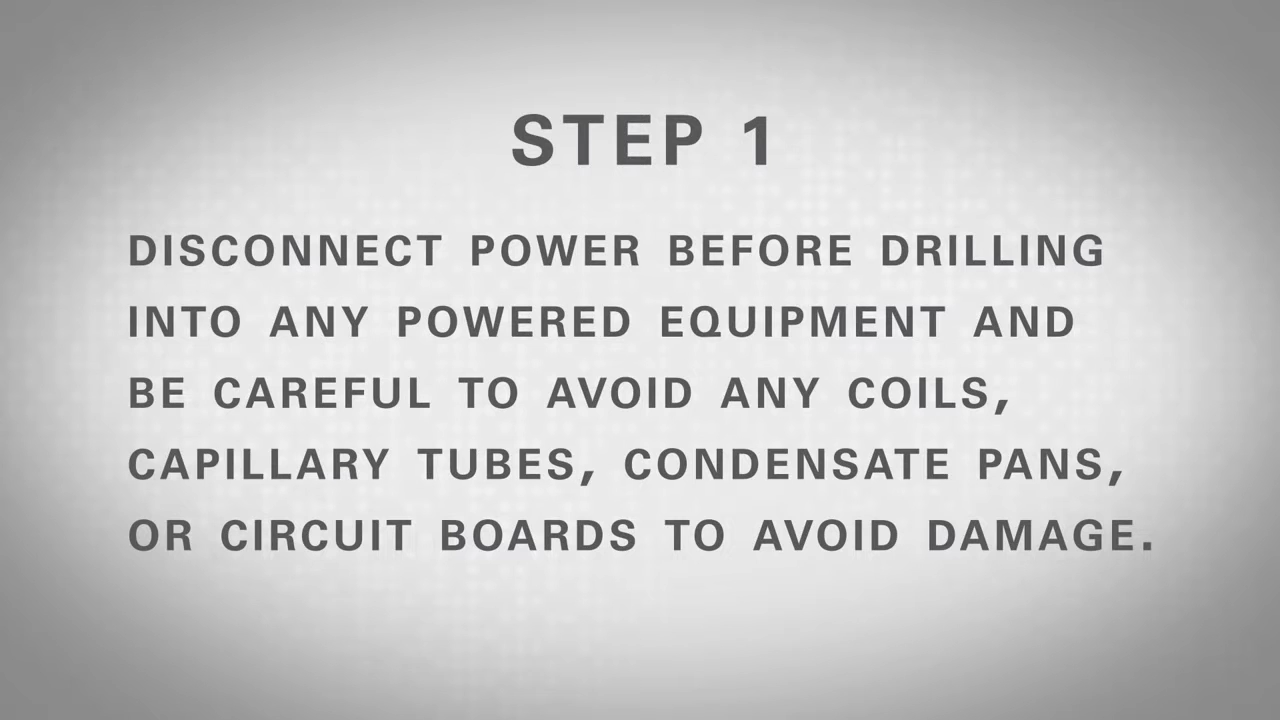 STEP 1
DISCONNECT POWER BEFORE DRILLING
INTO ANY POWERED EQUIPMENT AND
BE CAREFUL TO AVOID ANY COILS,
CAPILLARY TUBES, CONDENSATE PANS,
OR CIRCUIT BOARDS TO AVOID DAMAGE.